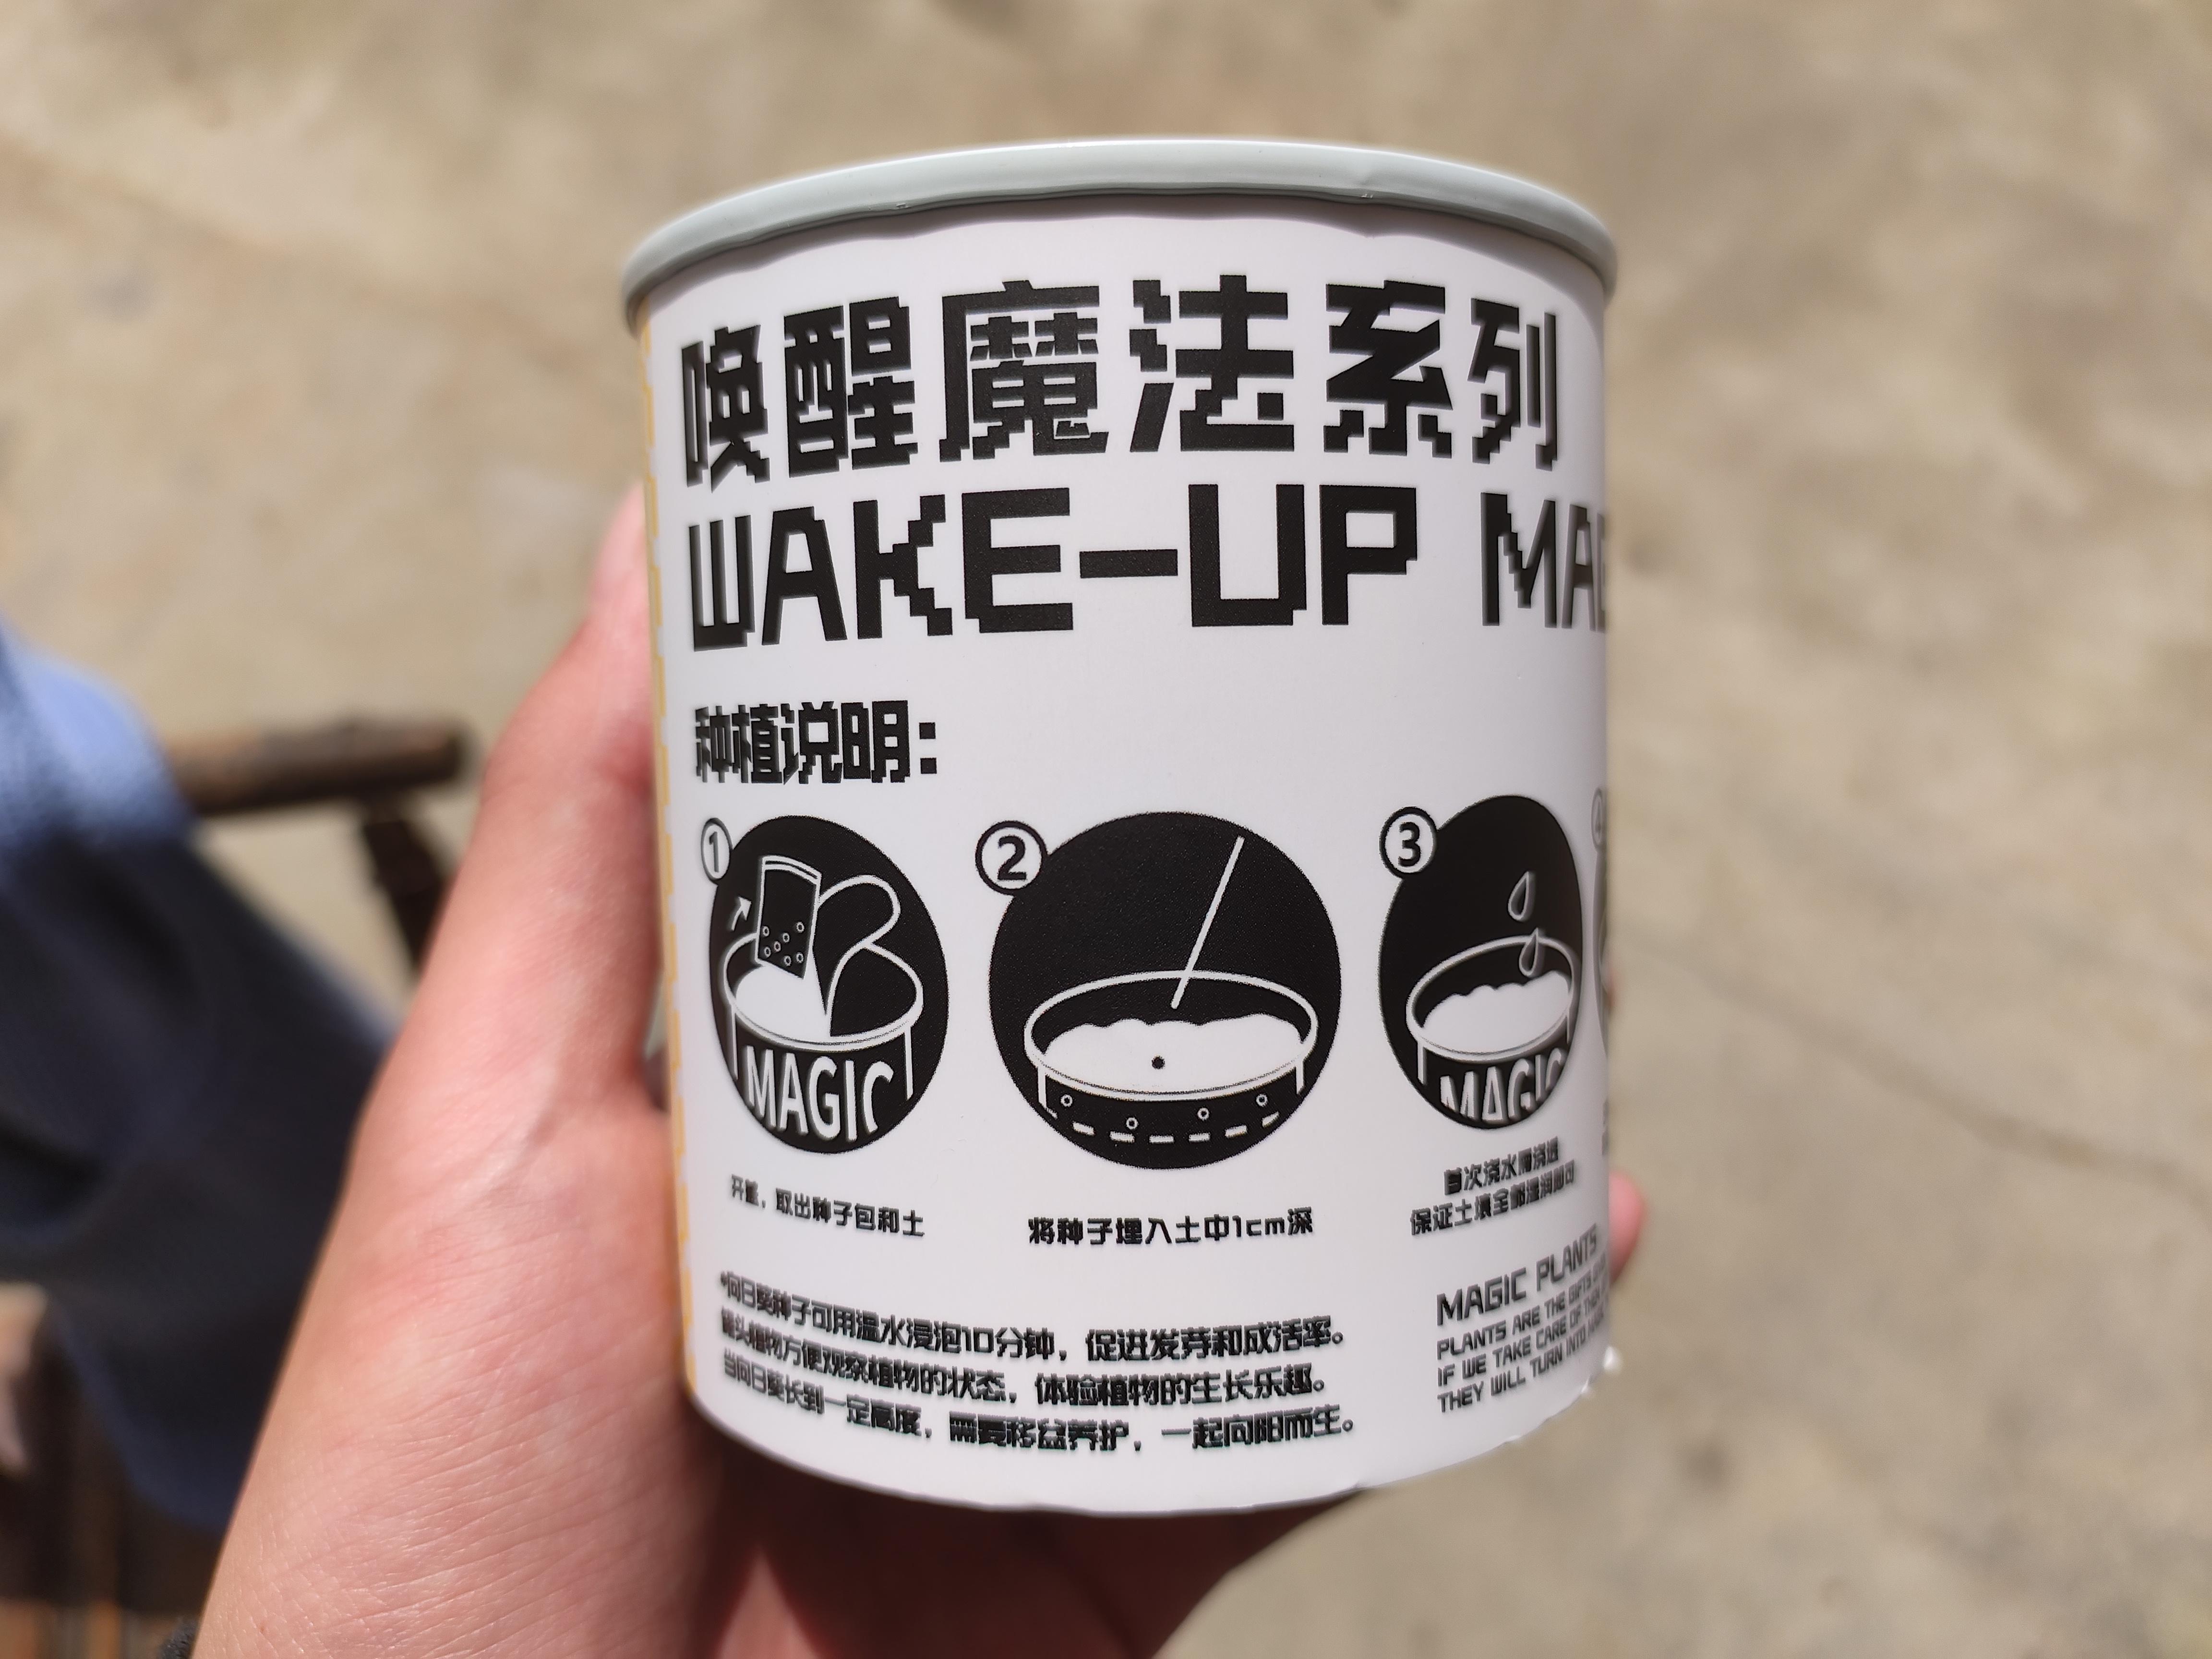 唤醒魔法系列
WAKE-UP MAG
种植说明：
1
MAGIC
2
3
MAGIC
4
开罐，取出种子包和土
将种子埋入土中1cm深
首次浇水需浇透
保证土壤全部湿润即可
*向日葵种子可用温水浸泡10分钟，促进发芽和成活率。
罐头植物方便观察植物的状态，体验植物的生长乐趣。
当向日葵长到一定高度，需要移盆养护，一起向阳而生。
MAGIC PLANTS
PLANTS ARE THE GIFTS
IF WE TAKE CARE OF THEM
THEY WILL TURN INTO